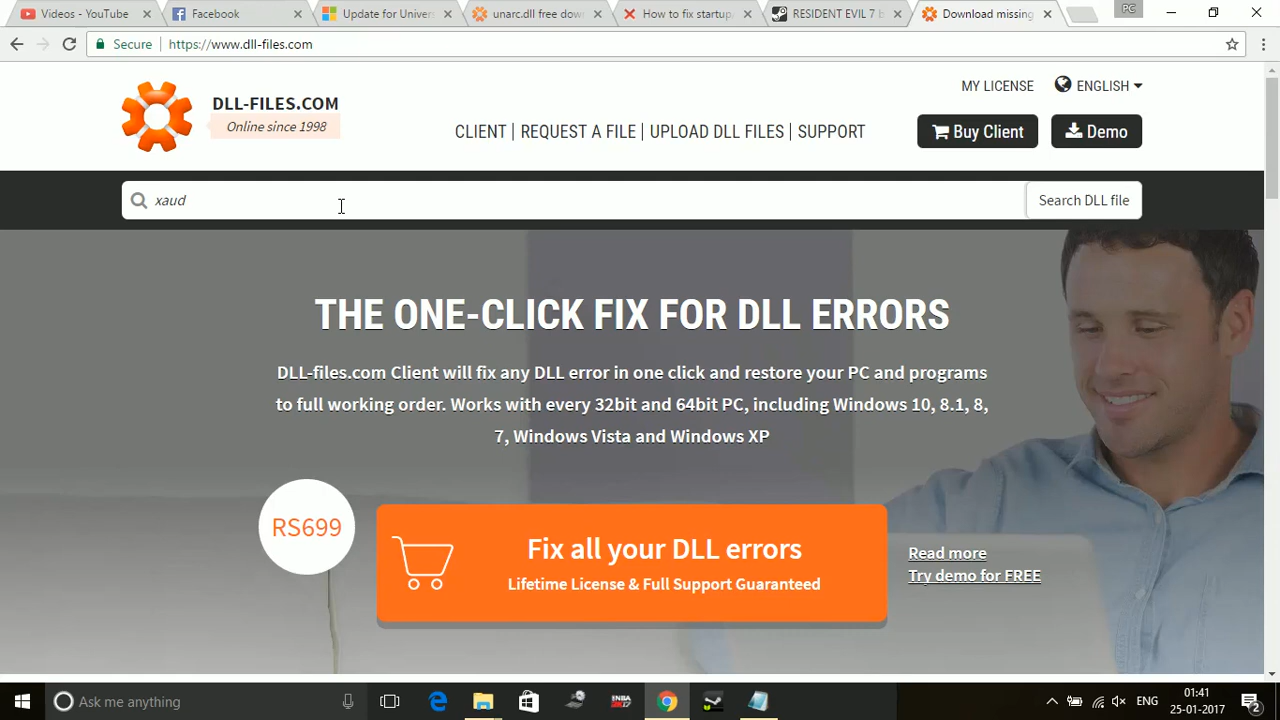 Videos - YouTube
Facebook
Update for Univers
unarc.dll free dow
How to fix startup
RESIDENT EVIL 7 b
Download missing
PC
Secure
https://www.dll-files.com
DLL-FILES.COM
Online since 1998
MY LICENSE
ENGLISH
CLIENT | REQUEST A FILE | UPLOAD DLL FILES | SUPPORT
Buy Client
Demo
xaud
Search DLL file
THE ONE-CLICK FIX FOR DLL ERRORS
DLL-files.com Client will fix any DLL error in one click and restore your PC and programs
to full working order. Works with every 32bit and 64bit PC, including Windows 10, 8.1, 8,
7, Windows Vista and Windows XP
RS699
Fix all your DLL errors
Lifetime License & Full Support Guaranteed
Read more
Try demo for FREE
Ask me anything
ENG
01:41
25-01-2017
2